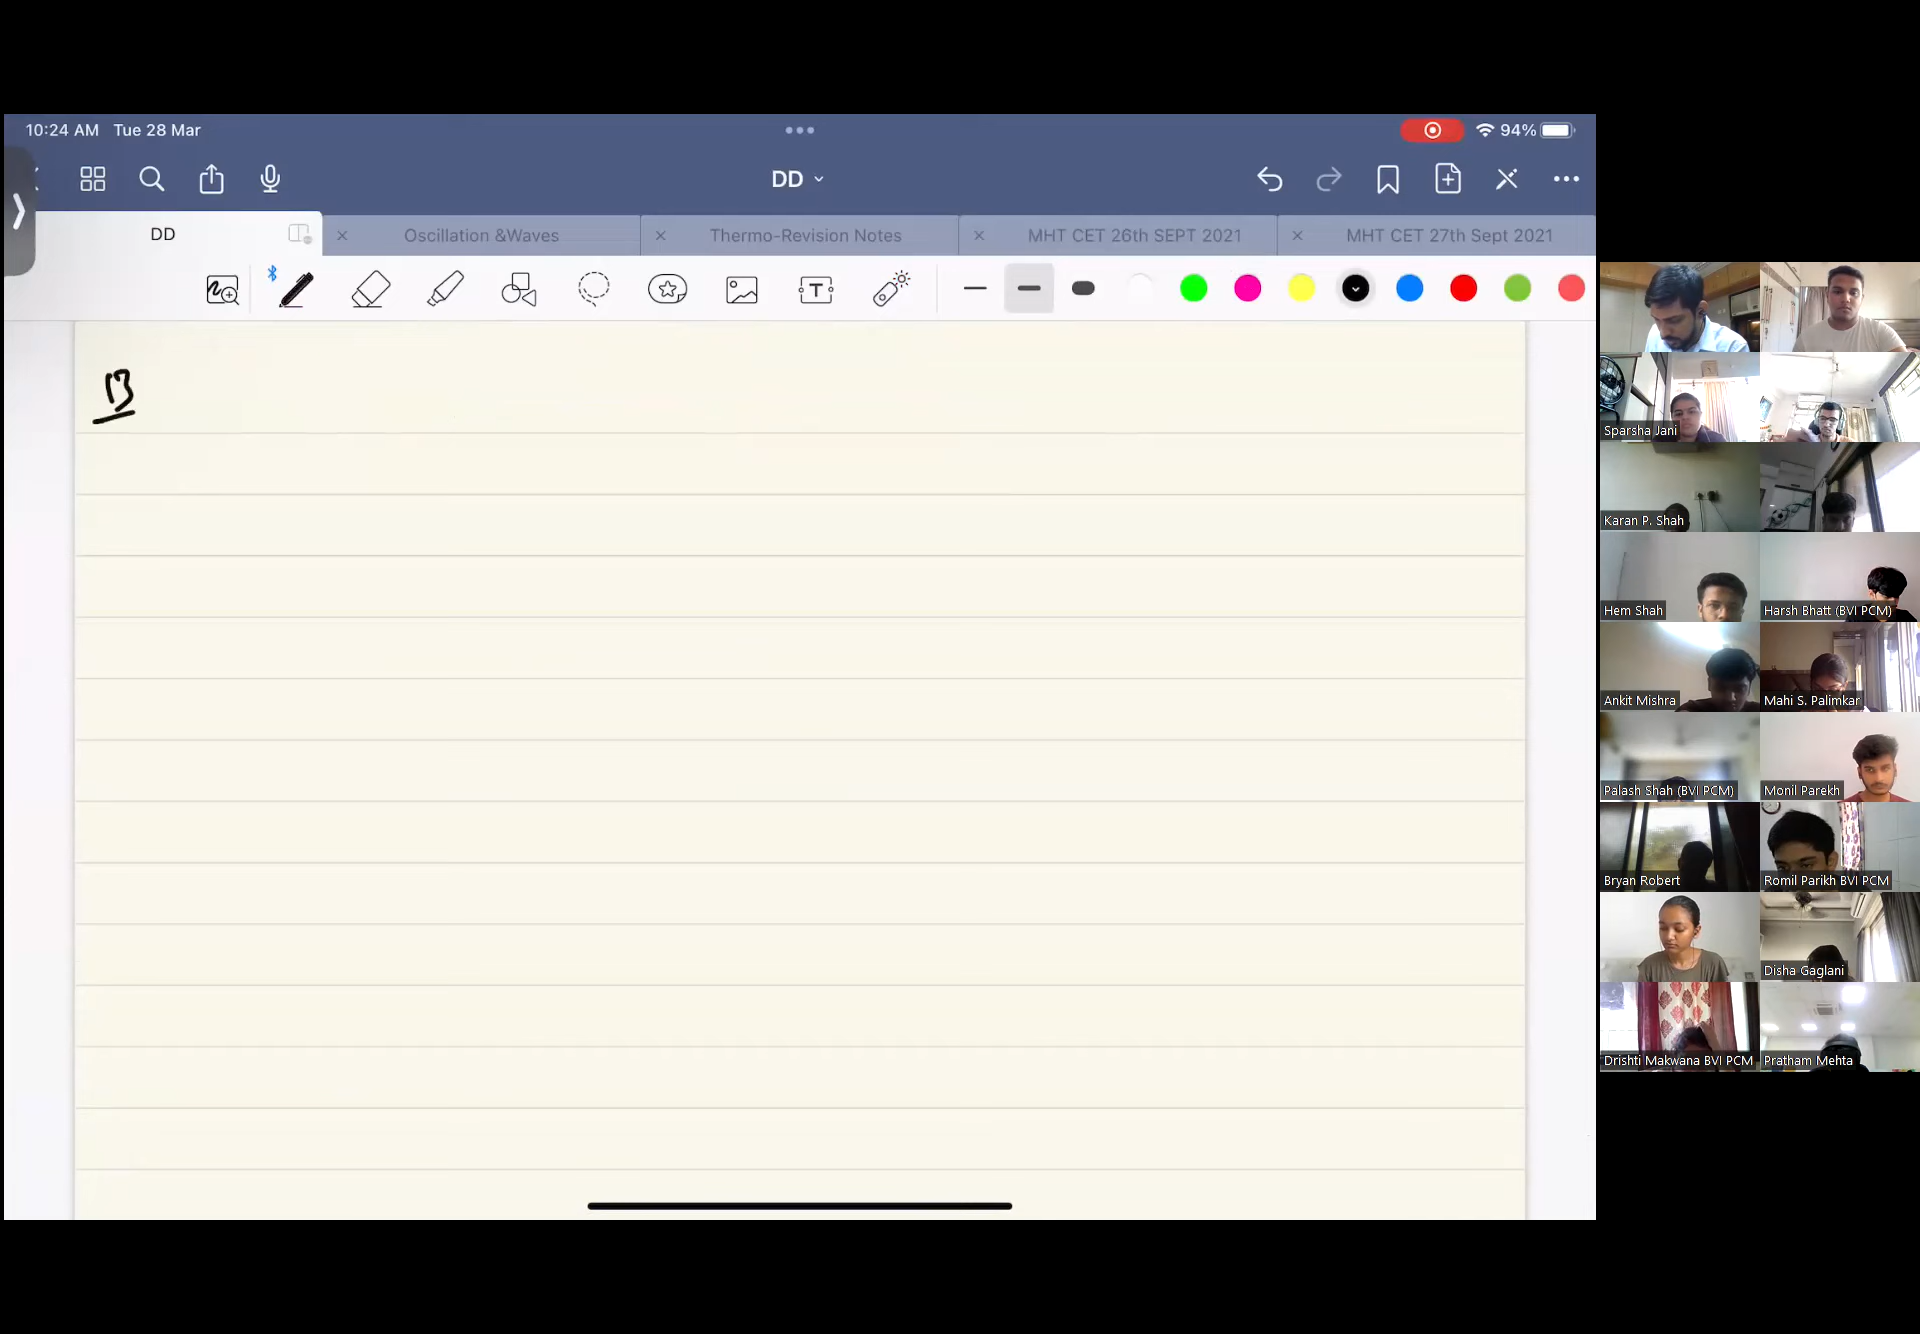 10:24 AM Tue 28 Mar
94%
DD
DD
Oscillation &Waves
Thermo-Revision Notes
MHT CET 26th SEPT 2021
MHT CET 27th Sept 2021
T
13
Sparsha Jani
Karan P. Shah
Hem Shah
Harsh Bhatt (BVI PCM)
Ankit Mishra
Mahi S. Palimkar
Palash Shah (BVI PCM)
Monil Parekh
Bryan Robert
Romil Parikh BVI PCM
Disha Gaglani
Drishti Makwana BVI PCM
Pratham Mehta